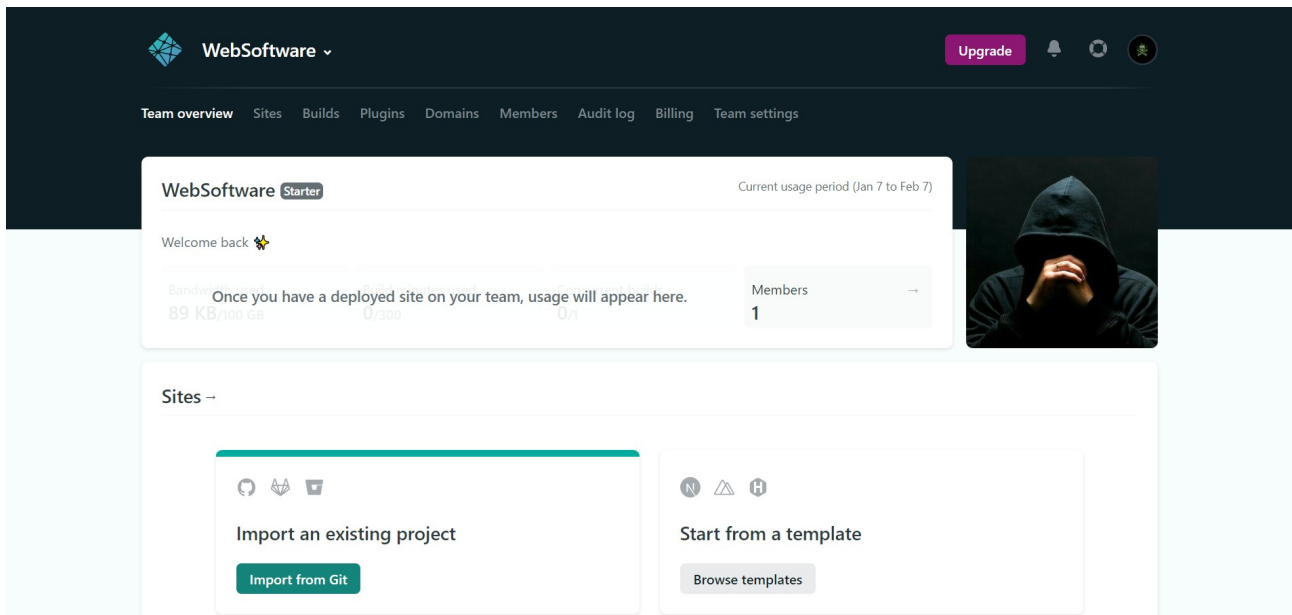 WebSoftware
Upgrade
Team overview Sites Builds Plugins Domains Members Audit log Billing Team settings
WebSoftware Starter
Current usage period (Jan 7 to Feb 7)
Welcome back
Once you have a deployed site on your team, usage will appear here.
89 KB/100 GB
0/300
0/1
Members →
1
Sites →
Import an existing project
Import from Git
N
H
Start from a template
Browse templates